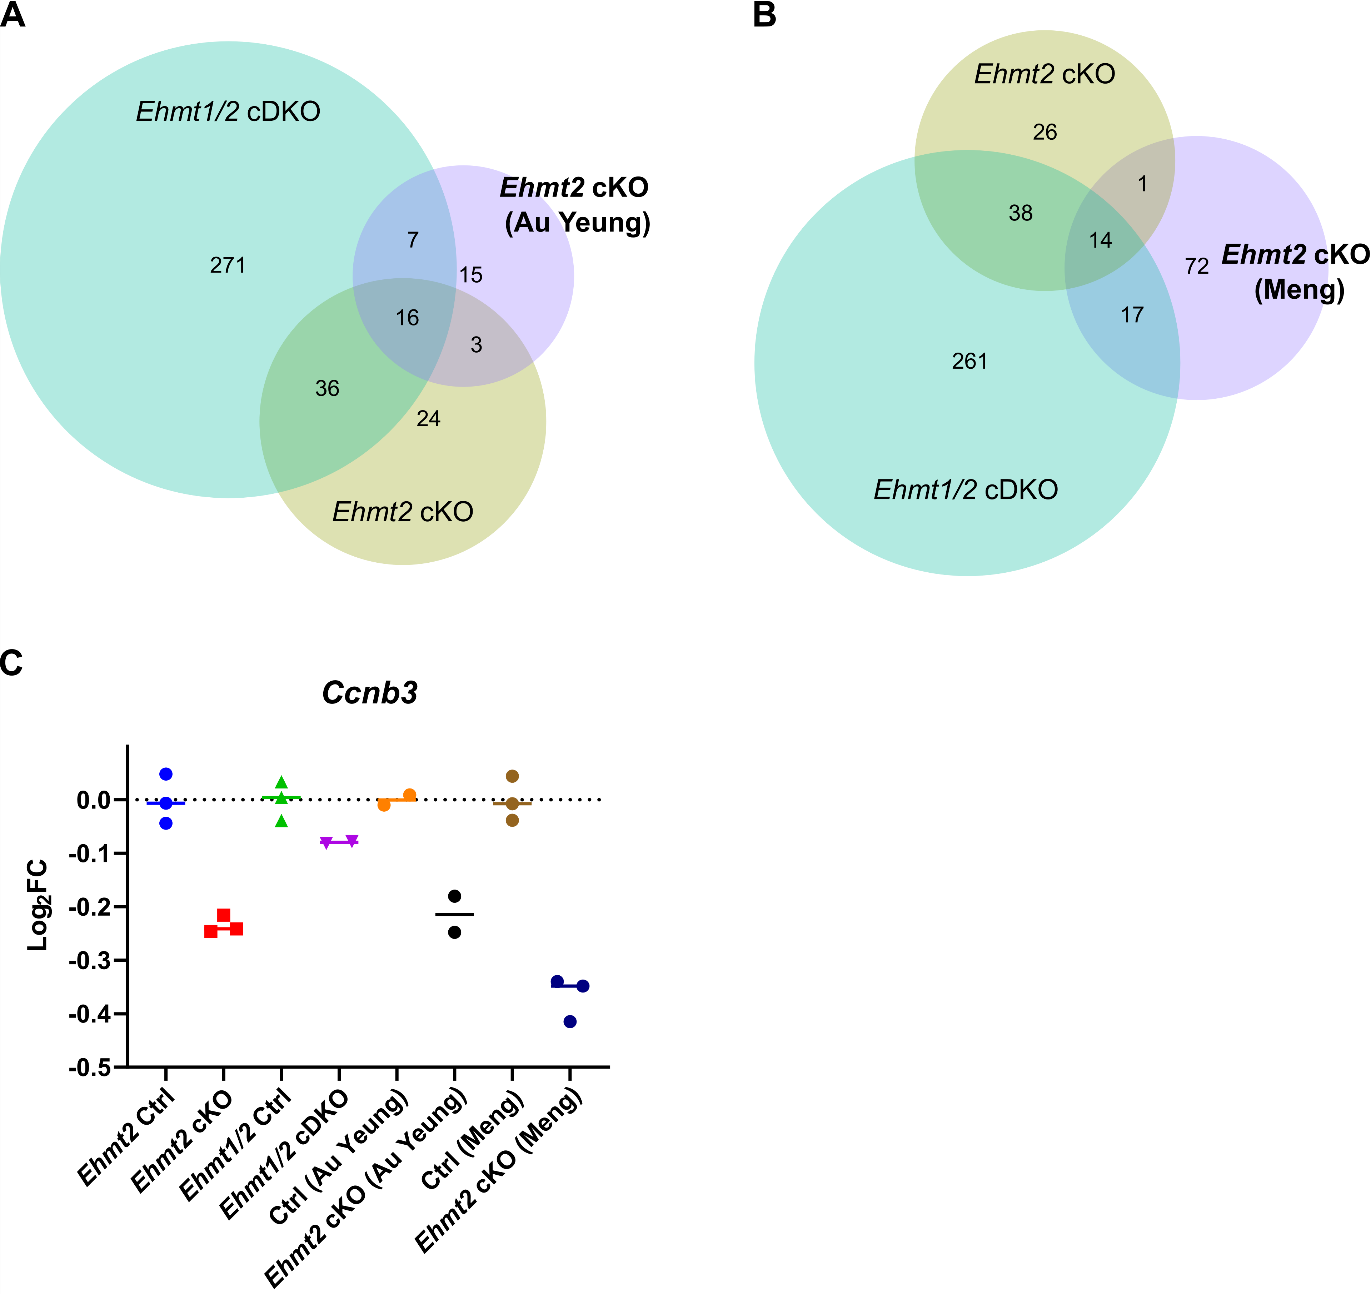 A
Ehmt1/2 cDKO
Ehmt2 cKO
(Au Yeung)
7
271
15
16
3
36
24
Ehmt2 cKO
B
Ehmt2 cKO
26
1
38
14
72
Ehmt2 cKO
(Meng)
17
261
Ehmt1/2 cDKO
C
Ccnb3
Log2FC
0.0
-0.1
-0.2
-0.3
-0.4
-0.5
Ehmt2 Ctrl
Ehmt2 cKO
Ehmt1/2 Ctrl
Ehmt1/2 cDKO
Ctrl (Au Yeung)
Ehmt2 cKO (Au Yeung)
Ctrl (Meng)
Ehmt2 cKO (Meng)